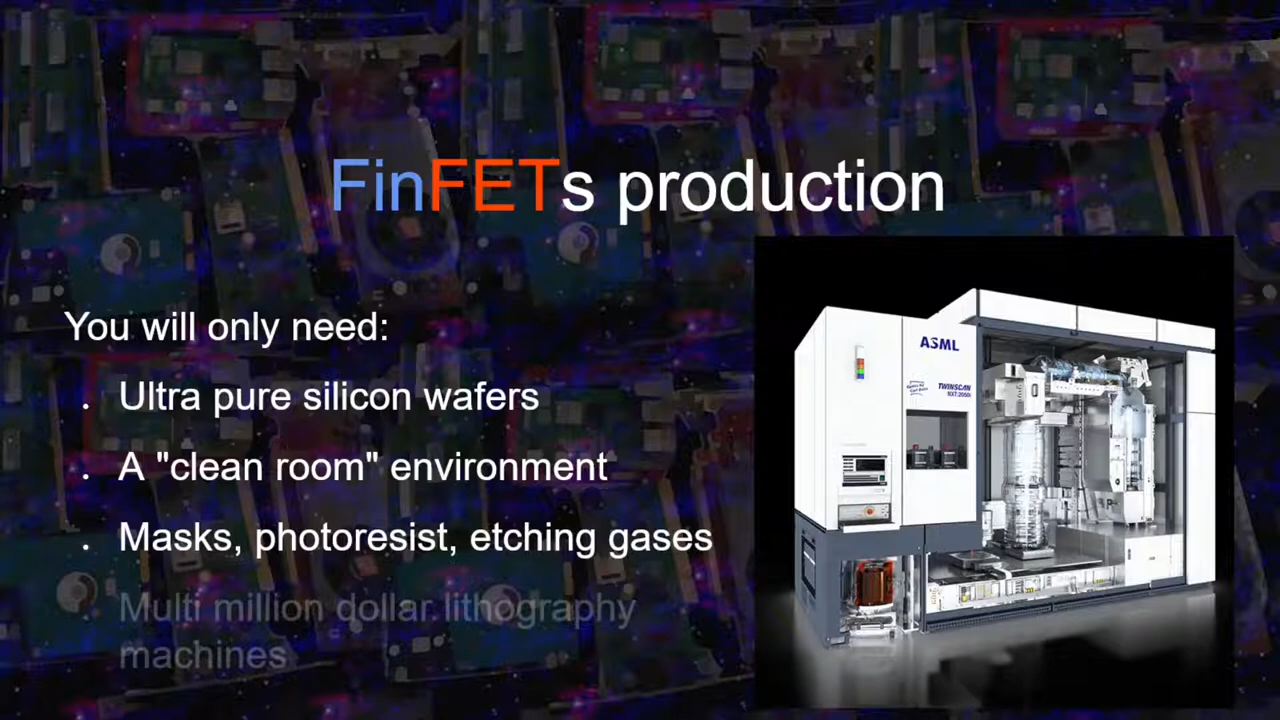 FinFETs production
You will only need:
. Ultra pure silicon wafers
. A "clean room" environment
. Masks, photoresist, etching gases
. Multi million dollar lithography
machines
ASML
TWINSCAN